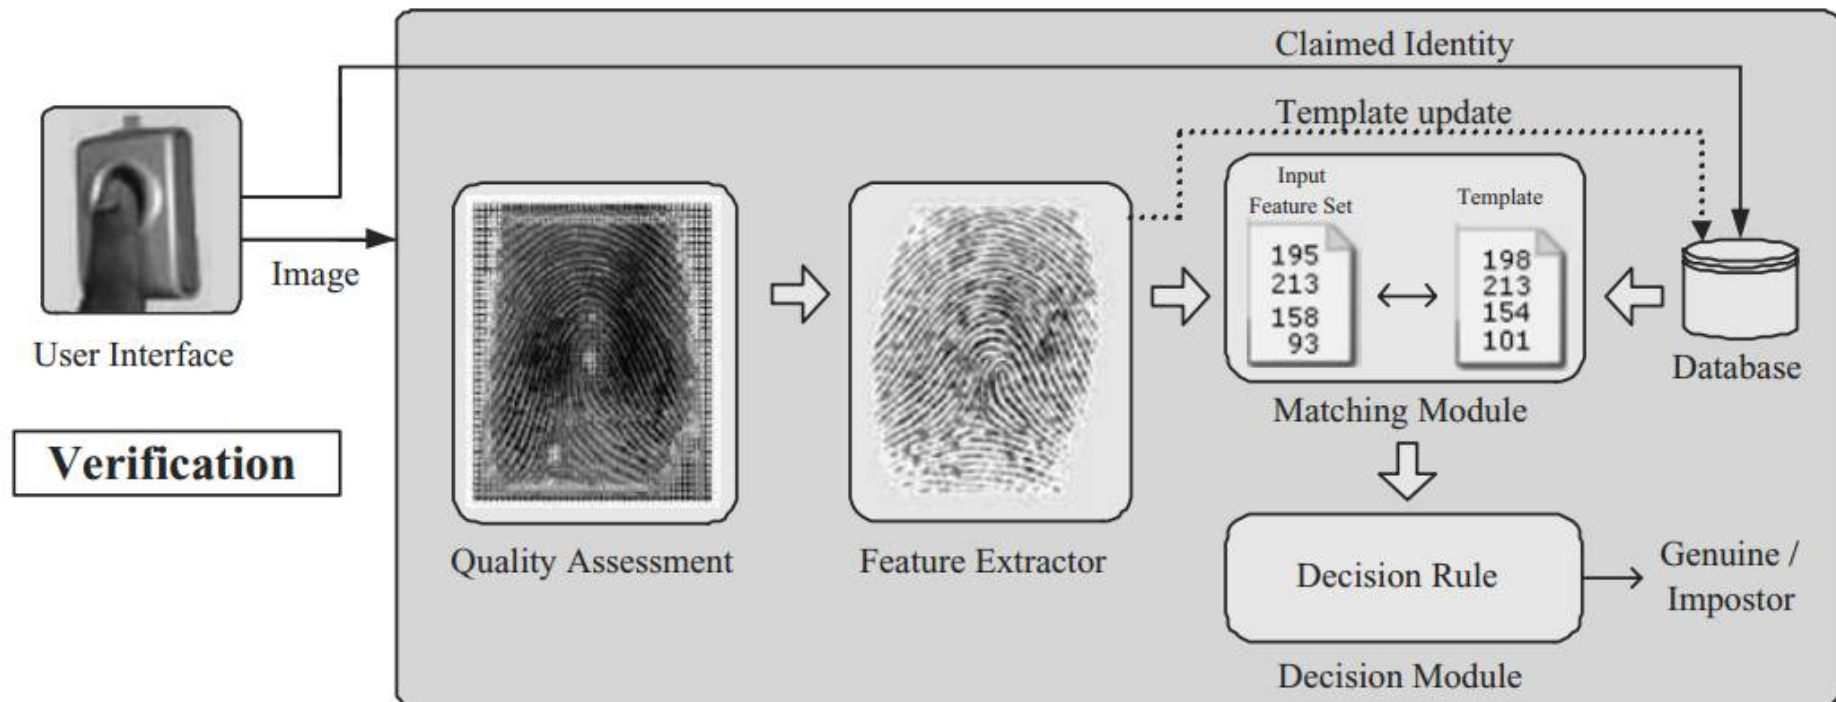 Claimed Identity
Template update
Input
Feature Set
195
213
158
93
Template
198
213
154
101
Image
User Interface
Database
Matching Module
Verification
Quality Assessment
Feature Extractor
Decision Rule
Genuine /
Impostor
Decision Module